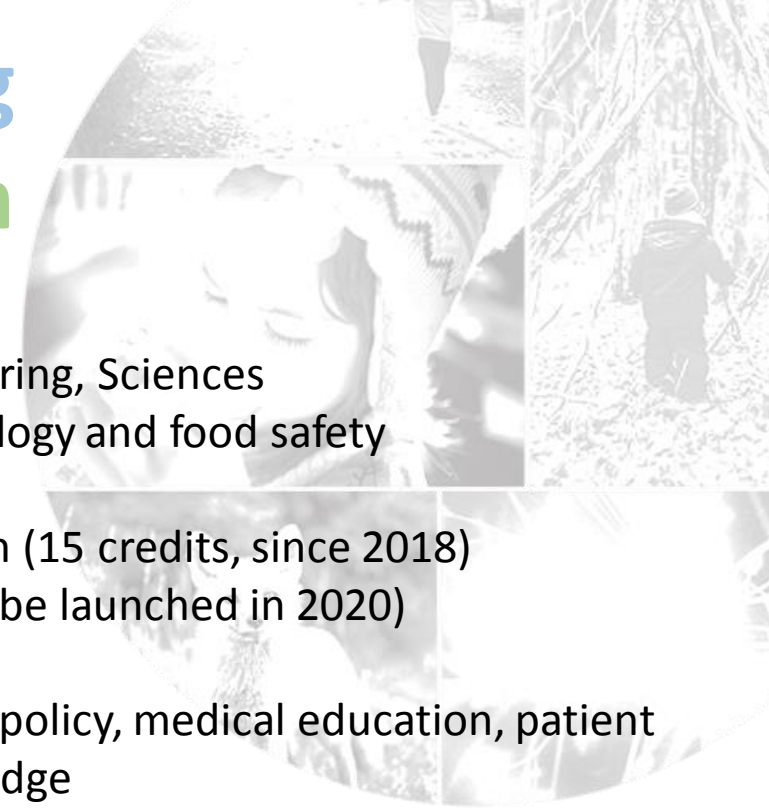 g
n
ring, Sciences
logy and food safety
n (15 credits, since 2018)
be launched in 2020)
policy, medical education, patient
dge